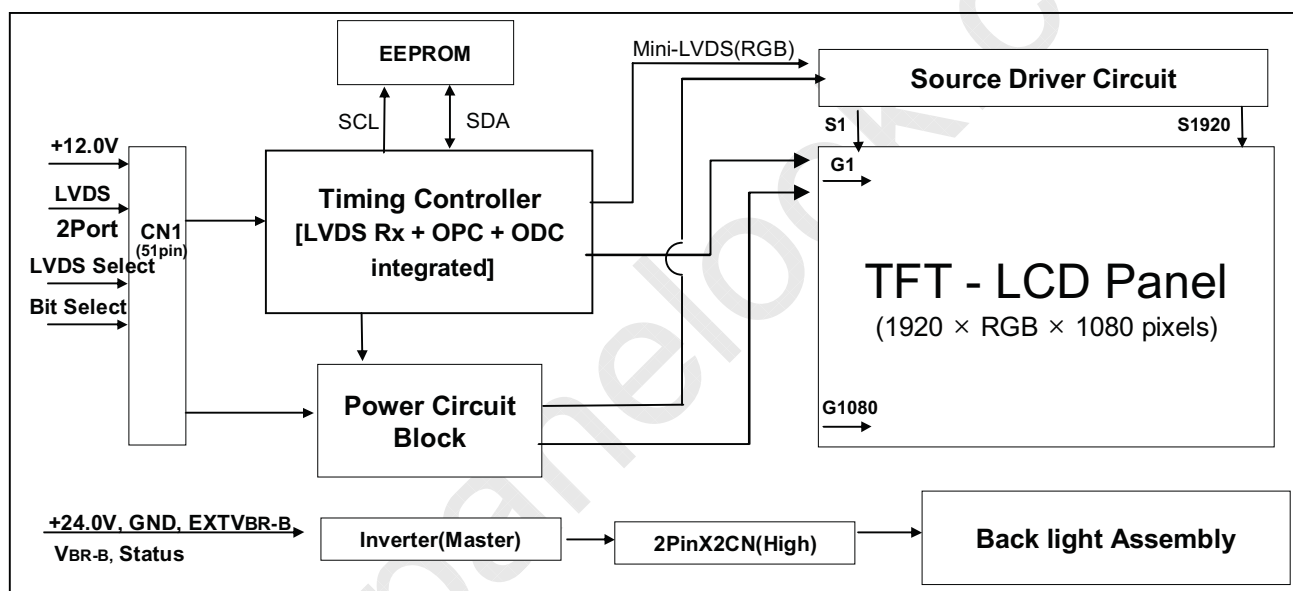 EEPROM
Mini-LVDS(RGB)
Source Driver Circuit
SCL
SDA
S1
S1920
+12.0V
LVDS
2Port
LVDS Select
Bit Select
CN1
(51pin)
Timing Controller
[LVDS Rx + OPC + ODC
integrated]
G1
TFT - LCD Panel
(1920 × RGB × 1080 pixels)
G1080
Power Circuit
Block
+24.0V, GND, EXTVBR-B
VBR-B, Status
Inverter(Master)
2PinX2CN(High)
Back light Assembly